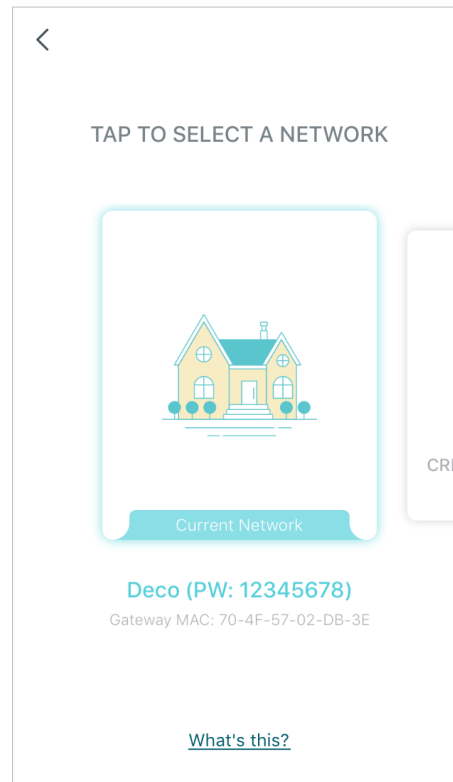 TAP TO SELECT A NETWORK
Current Network
Deco (PW: 12345678)
Gateway MAC: 70-4F-57-02-DB-3E
What's this?